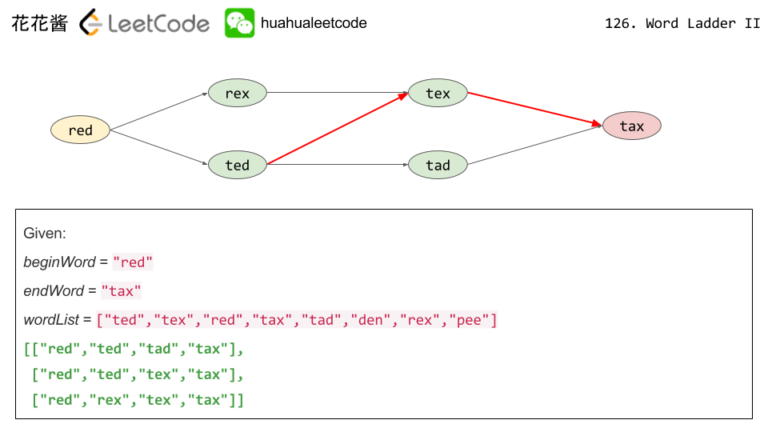 花花酱 LeetCode huahualeetcode 126. Word Ladder II
rex tex
red tax
ted tad
Given:
beginWord = "red"
endWord = "tax"
wordList = ["ted","tex","red","tax","tad","den","rex","pee"]
[["red","ted","tad","tax"],
["red","ted","tex","tax"],
["red","rex","tex","tax"]]